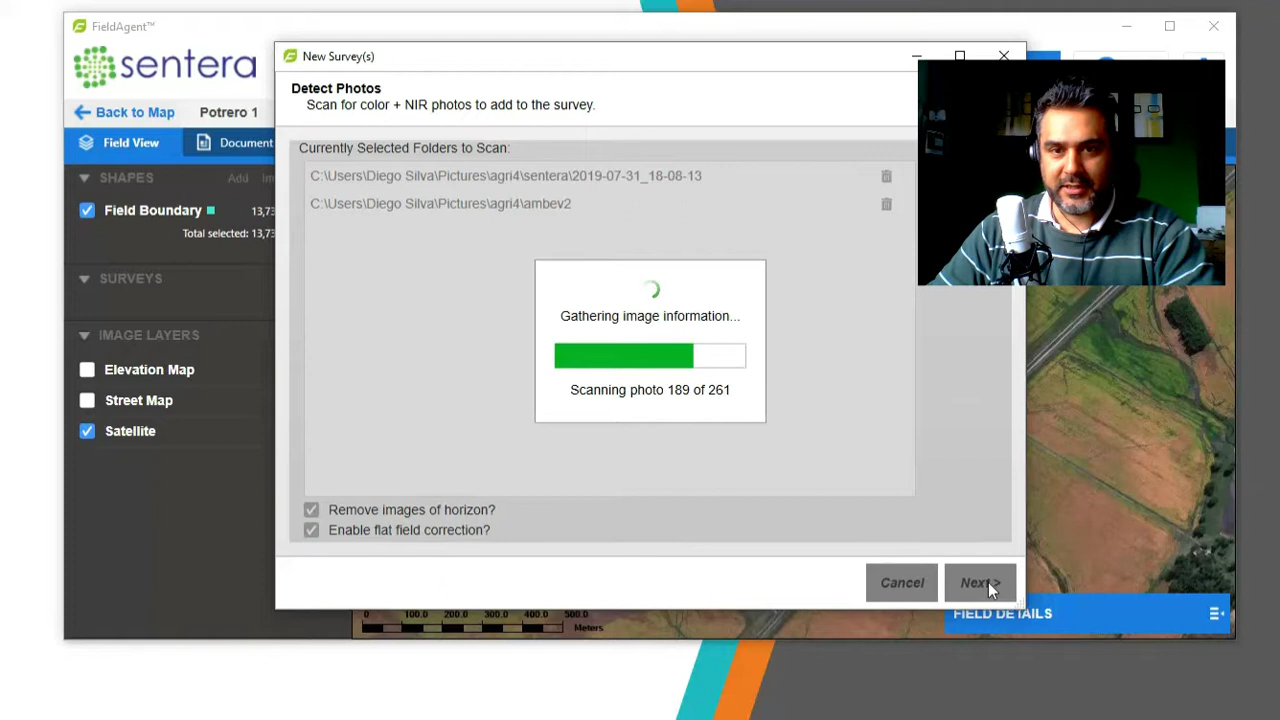 FieldAgent™
sentera
New Survey(s)
Detect Photos
Scan for color + NIR photos to add to the survey.
Back to Map
Potrero 1
Field View
Document
Currently Selected Folders to Scan:
C:\Users\Diego Silva\Pictures\agri4\sentera\2019-07-31_18-08-13
C:\Users\Diego Silva\Pictures\agri4\ambev2
SHAPES
Add
Field Boundary
13,73
Total selected: 13,73
SURVEYS
IMAGE LAYERS
Elevation Map
Street Map
Satellite
Gathering image information...
Scanning photo 189 of 261
Remove images of horizon?
Enable flat field correction?
Cancel
Next >
0 100.0 200.0 300.0 400.0 500.0
Meters
FIELD DETAILS